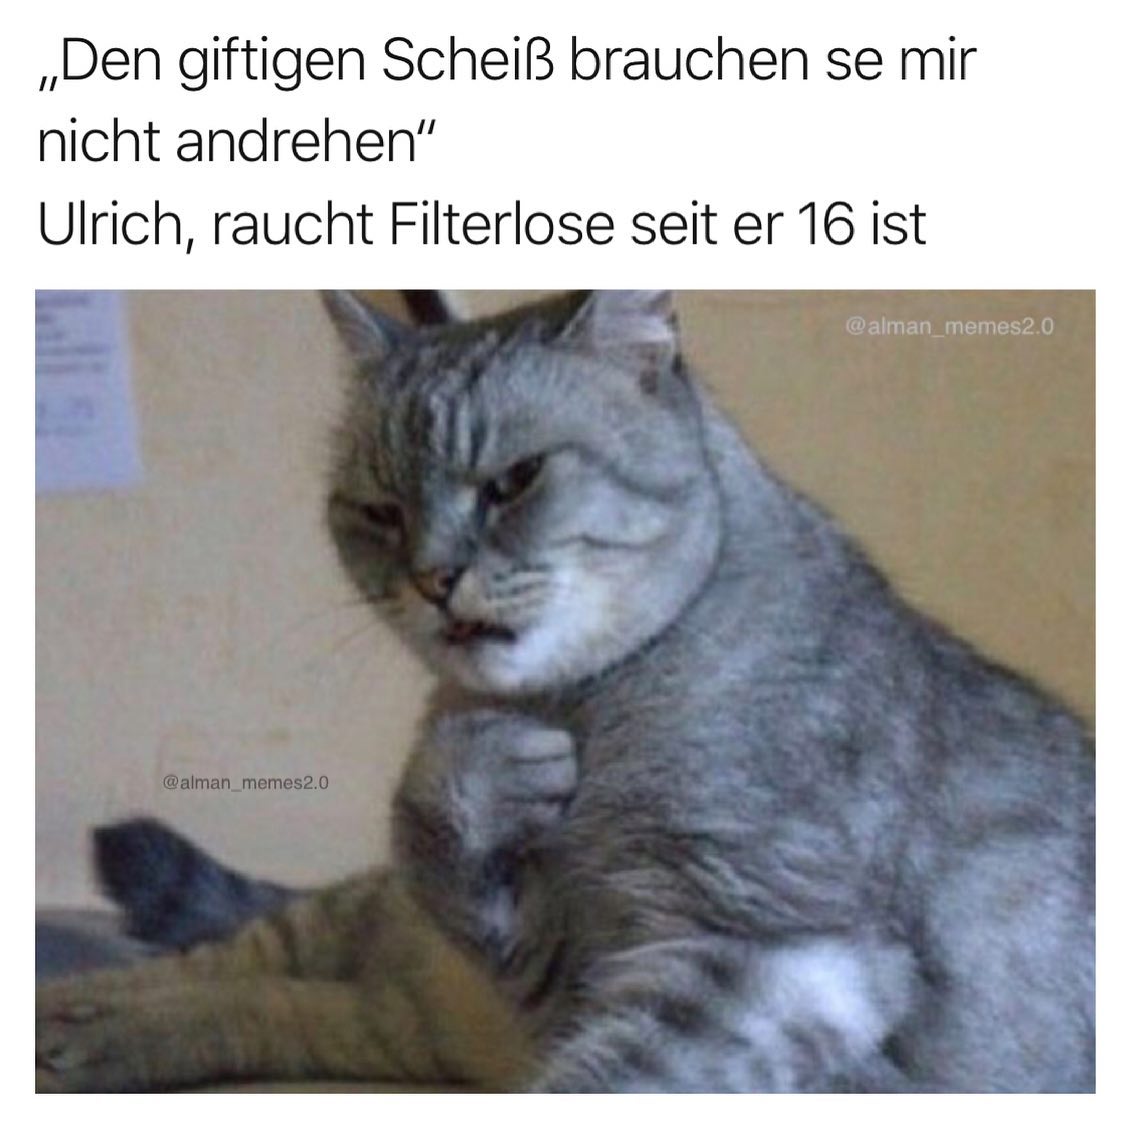 „Den giftigen Scheiß brauchen se mir
nicht andrehen“
Ulrich, raucht Filterlose seit er 16 ist
@alman_memes2.0
@alman_memes2.0